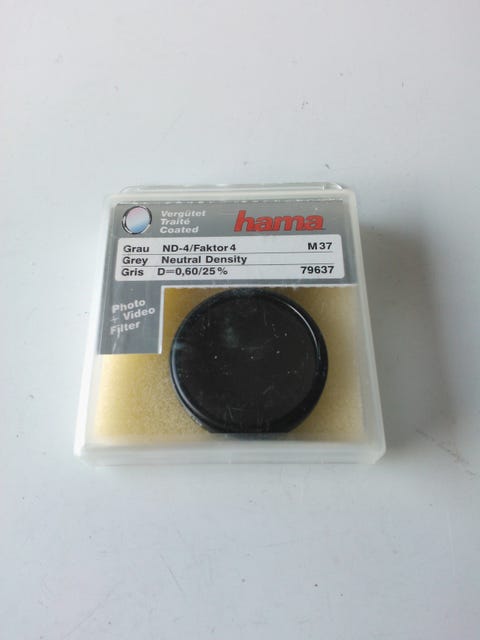 Vergütet
Traité
Coated
hama
Grau ND-4/Faktor 4 M 37
Grey Neutral Density
Gris D=0,60/25 % 79637
Photo
+ Video
Filter